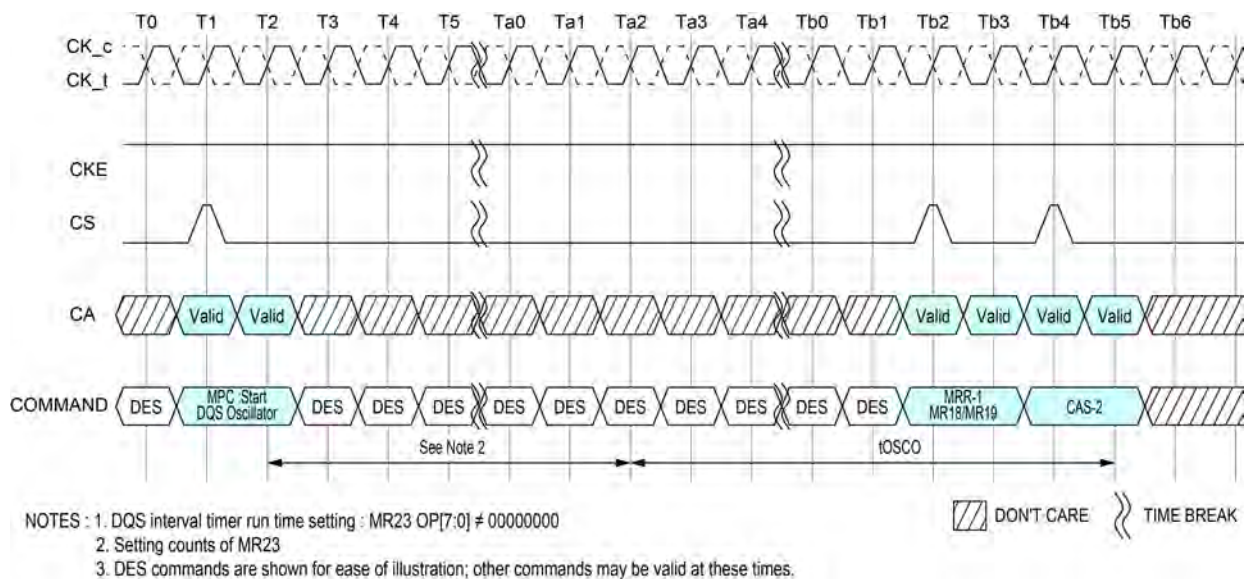 T0 T1 T2 T3 T4 T5 Ta0 Ta1 Ta2 Ta3 Ta4 Tb0 Tb1 Tb2 Tb3 Tb4 Tb5 Tb6
CK_c
CK_t
CKE
CS
CA Valid Valid Valid Valid Valid Valid
COMMAND DES MPC :Start DQS Oscillator DES DES DES DES DES DES DES DES DES DES MRR-1 MR18/MR19 CAS-2
See Note 2 tOSCO
NOTES : 1. DQS interval timer run time setting : MR23 OP[7:0] ≠ 00000000
2. Setting counts of MR23
3. DES commands are shown for ease of illustration; other commands may be valid at these times.
DON'T CARE TIME BREAK